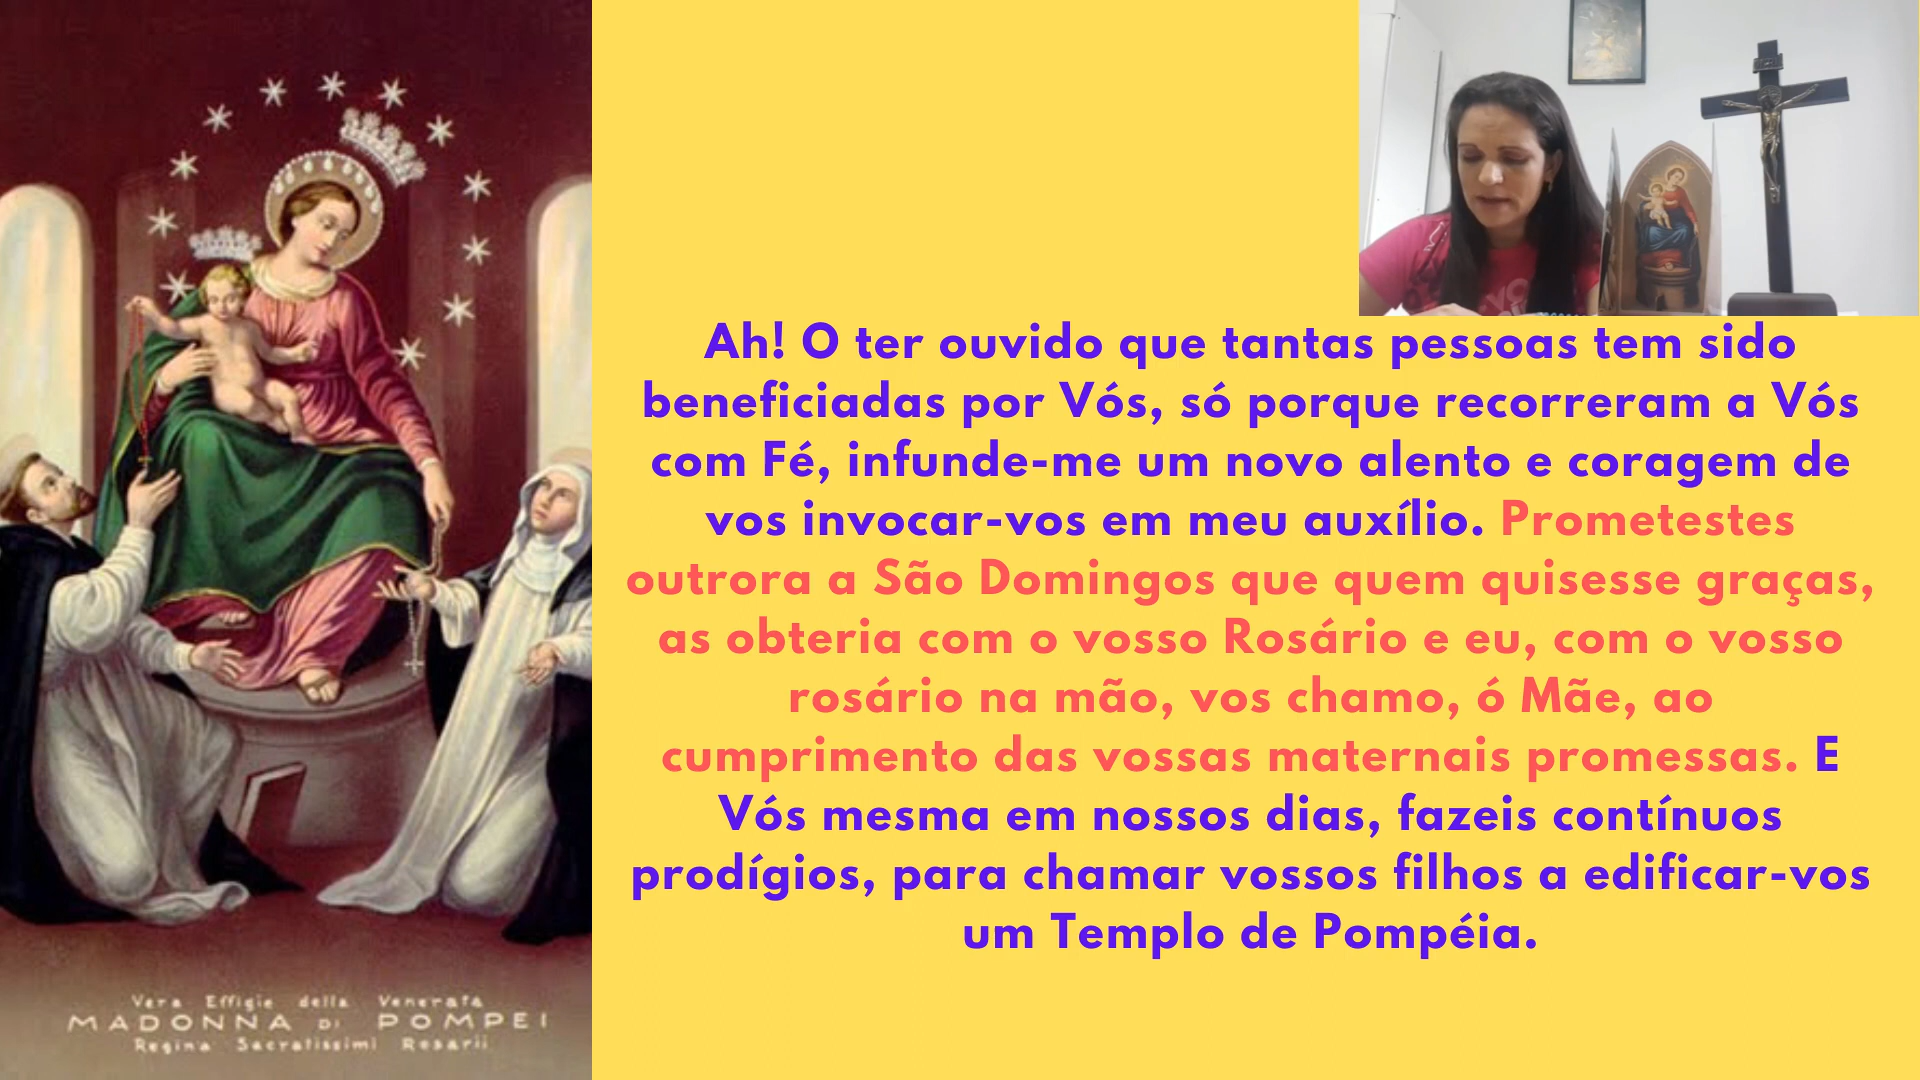 Ah! O ter ouvido que tantas pessoas tem sido
beneficiadas por Vós, só porque recorreram a Vós
com Fé, infunde-me um novo alento e coragem de
vos invocar-vos em meu auxílio. Prometestes
outrora a São Domingos que quem quisesse graças,
as obteria com o vosso Rosário e eu, com o vosso
rosário na mão, vos chamo, ó Mãe, ao
cumprimento das vossas maternais promessas. E
Vós mesma em nossos dias, fazeis contínuos
prodígios, para chamar vossos filhos a edificar-vos
um Templo de Pompéia.
Vera Effigie della Venerata
MADONNA DI POMPEI
Regina Sacratissimi Rosarii